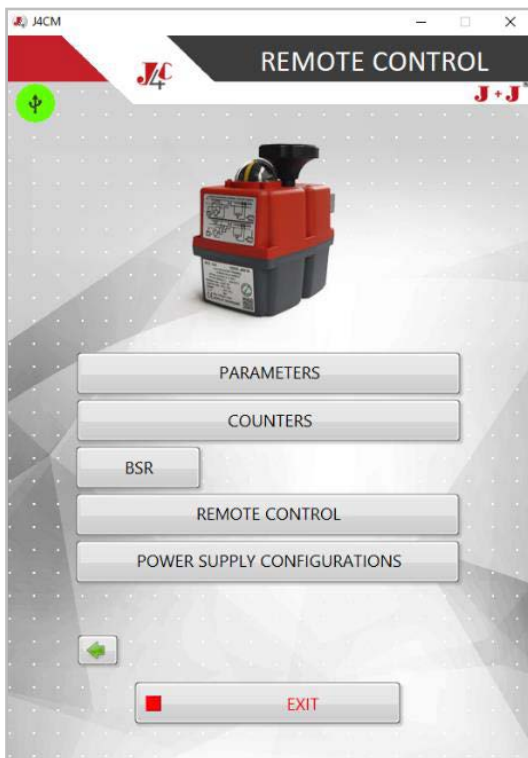 J4CM
REMOTE CONTROL
J4C
J + J
PARAMETERS
COUNTERS
BSR
REMOTE CONTROL
POWER SUPPLY CONFIGURATIONS
EXIT